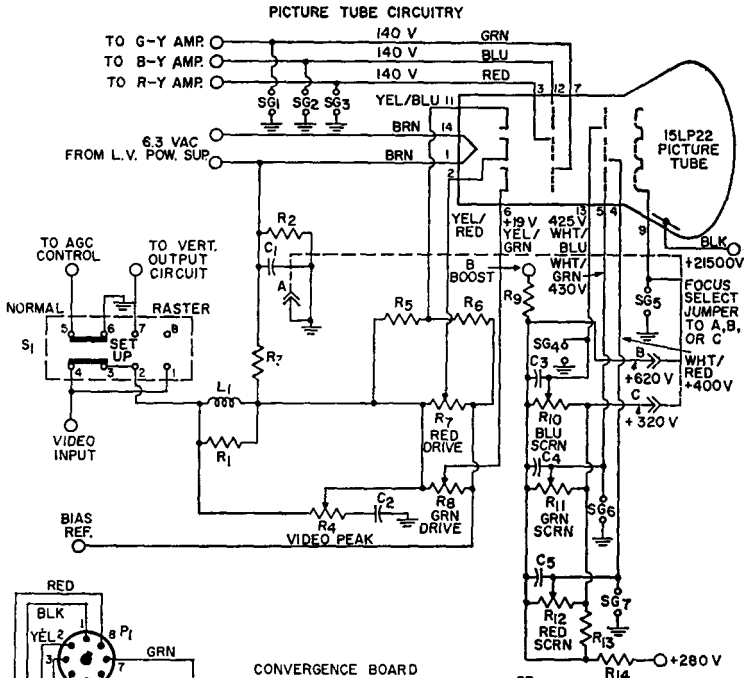 PICTURE TUBE CIRCUITRY
TO G-Y AMP.
140 V
GRN
TO B-Y AMP.
140 V
BLU
TO R-Y AMP.
140 V
RED
3 12 7
SG1 SG2 SG3
YEL/BLU 11
6.3 VAC
FROM L.V. POW. SUP.
BRN 14
BRN 1
2
15LP22
PICTURE
TUBE
YEL/
RED
6
+19 V
YEL/
GRN
425V
13
WHT/
BLU
5 4
9
WHT/
GRN
430V
BLK
+21500V
R2
C1
A
B
BOOST
R9
TO AGC
CONTROL
TO VERT.
OUTPUT
CIRCUIT
NORMAL
RASTER
5 6 7 8
S1
SET
UP
4 3 2 1
VIDEO
INPUT
R7
L1
R1
R5
R6
R7
RED
DRIVE
R8
GRN
DRIVE
R4
C2
VIDEO PEAK
BIAS
REF.
SG4
SG5
FOCUS
SELECT
JUMPER
TO A,B,
OR C
WHT/
RED
+400V
B
+620 V
C
+320 V
C3
R10
BLU
SCRN
C4
R11
GRN
SCRN
SG6
C5
R12
RED
SCRN
SG7
R13
R14
+280 V
RED
BLK
YEL 2
1
8 P1
3
7
GRN
CONVERGENCE BOARD